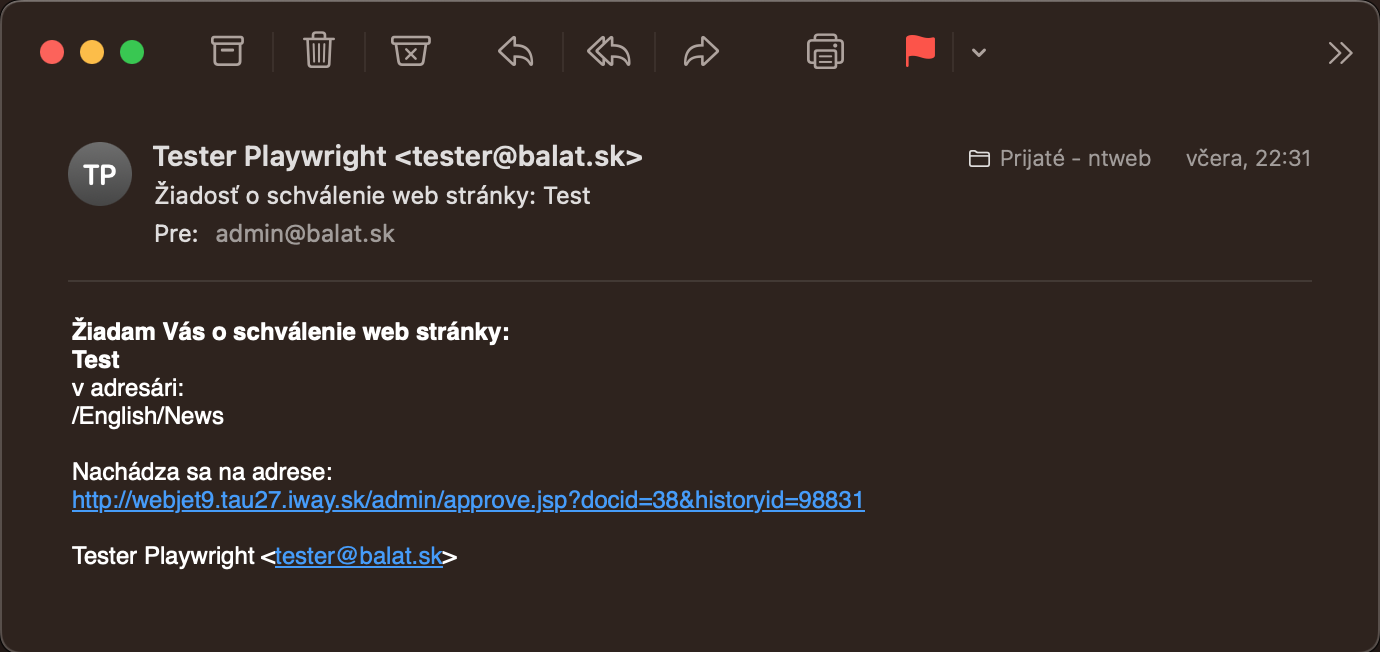 TP
Tester Playwright <tester@balat.sk>
Prijaté - ntweb
včera, 22:31
Žiadosť o schválenie web stránky: Test
Pre: admin@balat.sk
Žiadam Vás o schválenie web stránky:
Test
v adresári:
/English/News
Nachádza sa na adrese:
http://webjet9.tau27.iway.sk/admin/approve.jsp?docid=38&historyid=98831
Tester Playwright <tester@balat.sk>